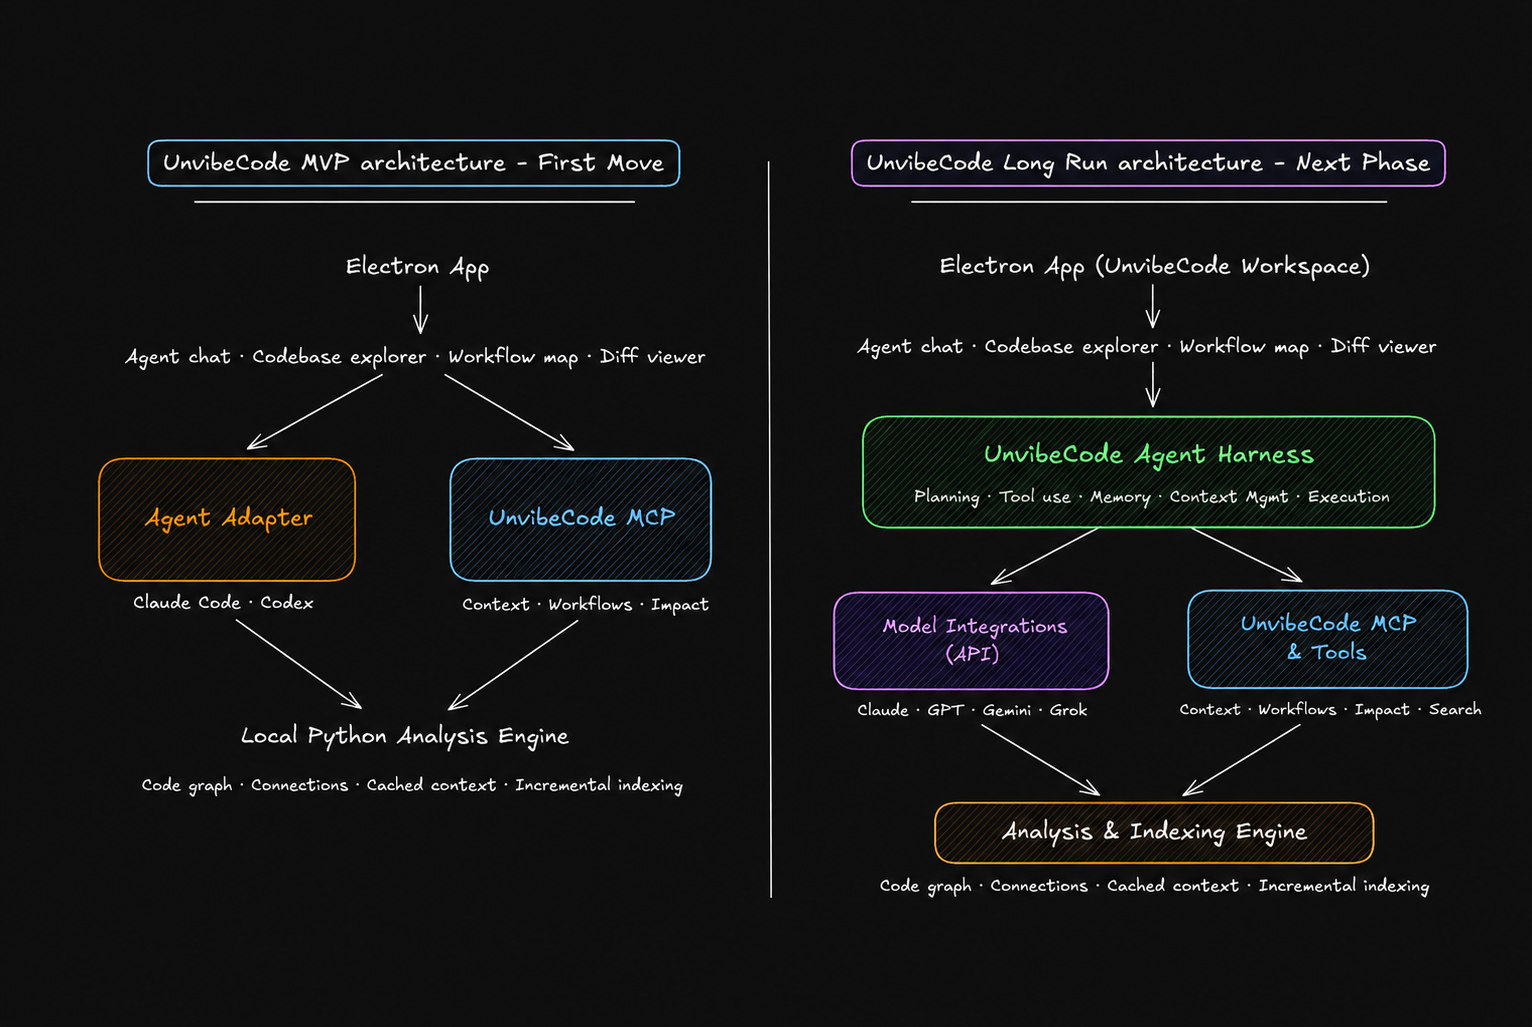 UnvibeCode MVP architecture - First Move
Electron App
Agent chat · Codebase explorer · Workflow map · Diff viewer
Agent Adapter
UnvibeCode MCP
Claude Code · Codex
Context · Workflows · Impact
Local Python Analysis Engine
Code graph · Connections · Cached context · Incremental indexing
UnvibeCode Long Run architecture - Next Phase
Electron App (UnvibeCode Workspace)
Agent chat · Codebase explorer · Workflow map · Diff viewer
UnvibeCode Agent Harness
Planning · Tool use · Memory · Context Mgmt · Execution
Model Integrations
(API)
UnvibeCode MCP
& Tools
Claude · GPT · Gemini · Grok
Context · Workflows · Impact · Search
Analysis & Indexing Engine
Code graph · Connections · Cached context · Incremental indexing